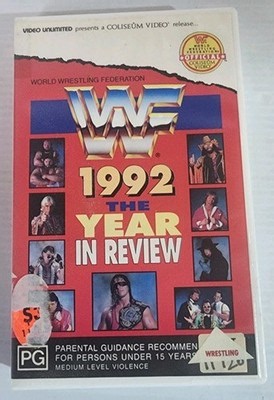 VIDEO UNLIMITED presents a COLISEUM VIDEO release...
OFFICIAL
WORLD WRESTLING FEDERATION
WWF
1992
THE
YEAR
IN REVIEW
PG
PARENTAL GUIDANCE RECOMMEN
FOR PERSONS UNDER 15 YEARS
MEDIUM LEVEL VIOLENCE
WRESTLING